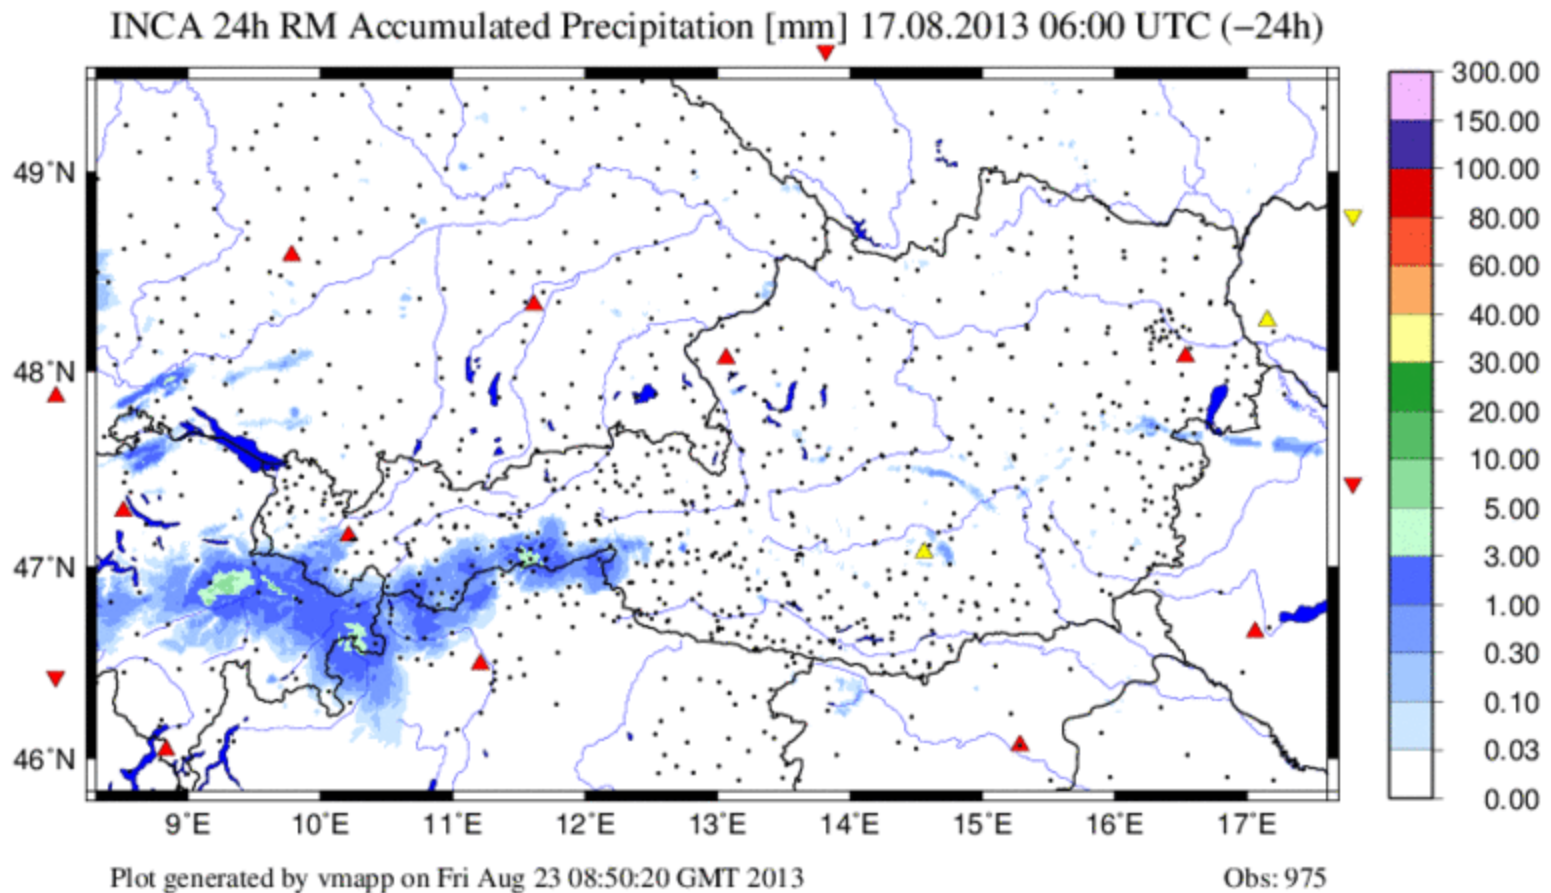 INCA 24h RM Accumulated Precipitation [mm] 17.08.2013 06:00 UTC (−24h)
300.00
150.00
100.00
80.00
60.00
40.00
30.00
20.00
10.00
5.00
3.00
1.00
0.30
0.10
0.03
0.00
49°N
48°N
47°N
46°N
9°E 10°E 11°E 12°E 13°E 14°E 15°E 16°E 17°E
Plot generated by vmapp on Fri Aug 23 08:50:20 GMT 2013 Obs: 975